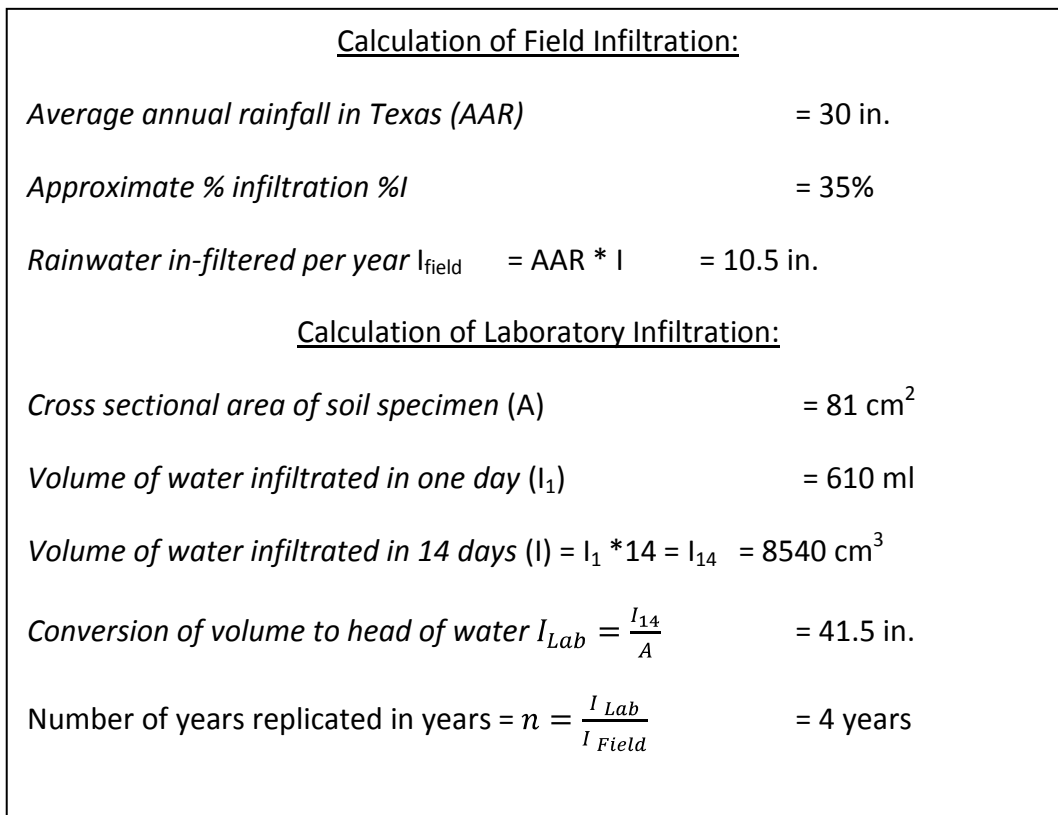 Calculation of Field Infiltration:
Average annual rainfall in Texas (AAR) = 30 in.
Approximate % infiltration %I = 35%
Rainwater in-filtered per year I_field = AAR * I = 10.5 in.
Calculation of Laboratory Infiltration:
Cross sectional area of soil specimen (A) = 81 cm²
Volume of water infiltrated in one day (I₁) = 610 ml
Volume of water infiltrated in 14 days (I) = I₁ *14 = I₁₄ = 8540 cm³
Conversion of volume to head of water I_Lab = I₁₄/A = 41.5 in.
Number of years replicated in years = n = I_Lab/I_Field = 4 years